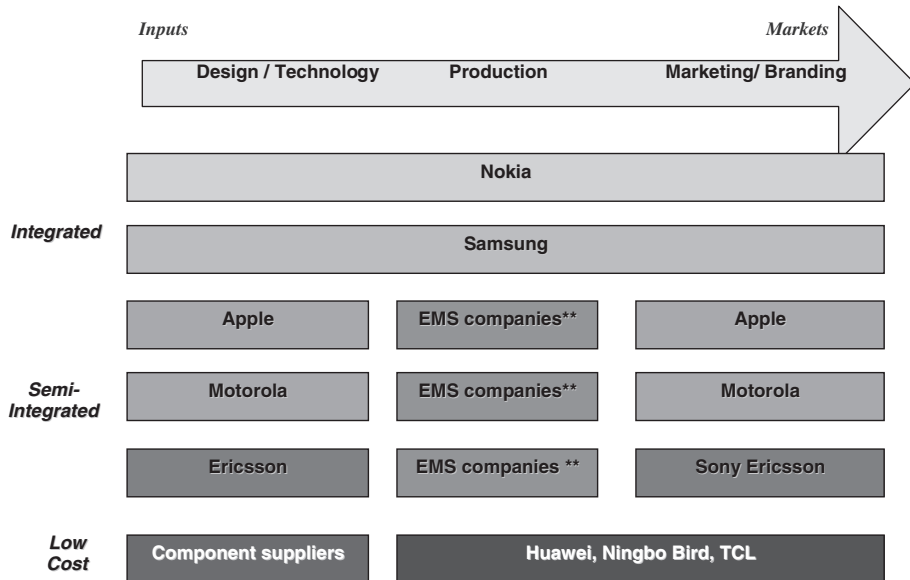 Inputs Markets
Design / Technology Production Marketing/ Branding
Nokia
Integrated
Samsung
Apple EMS companies** Apple
Semi-
Integrated
Motorola EMS companies** Motorola
Ericsson EMS companies ** Sony Ericsson
Low
Cost
Component suppliers Huawei, Ningbo Bird, TCL